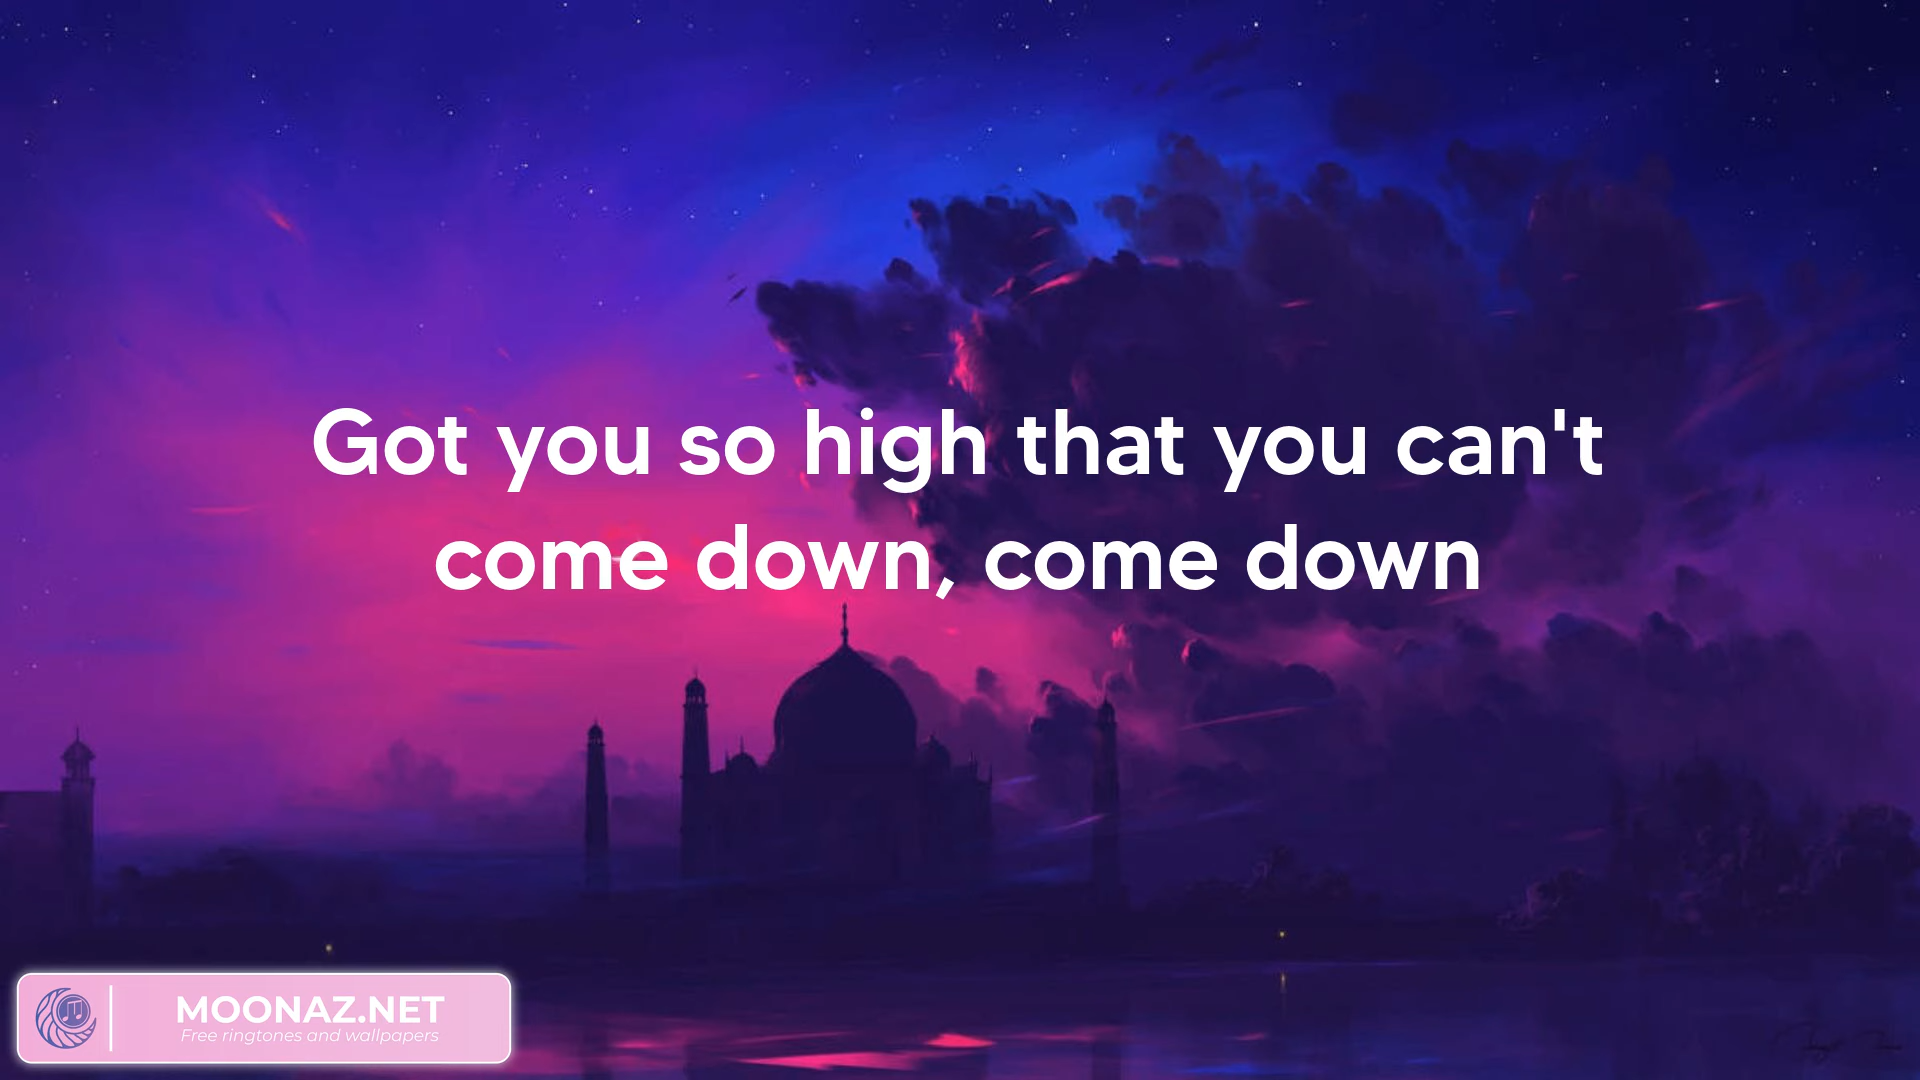 Got you so high that you can't
come down, come down
MOONAZ.NET
Free ringtones and wallpapers